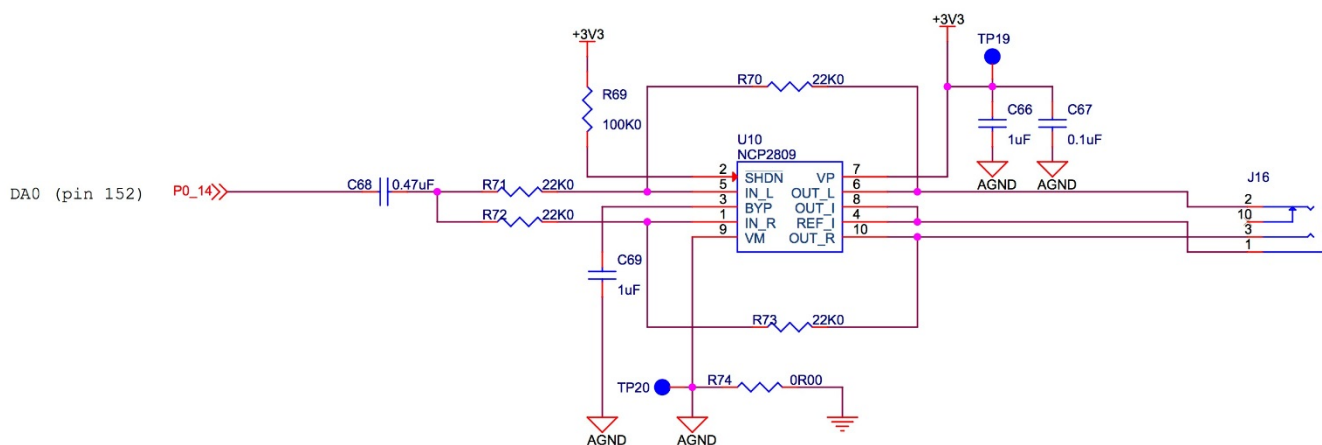 +3V3
+3V3
TP19
R70 22K0
R69
100K0
C66
1uF
C67
0.1uF
U10
NCP2809
AGND
AGND
DA0 (pin 152)
P0_14
C68 0.47uF
R71 22K0
R72 22K0
2 SHDN
5 IN_L
3 BYP
1 IN_R
9 VM
VP 7
OUT_L 6
OUT_I 8
REF_I 4
OUT_R 10
J16
2
10
3
1
C69
1uF
R73 22K0
TP20
R74 0R00
AGND
AGND